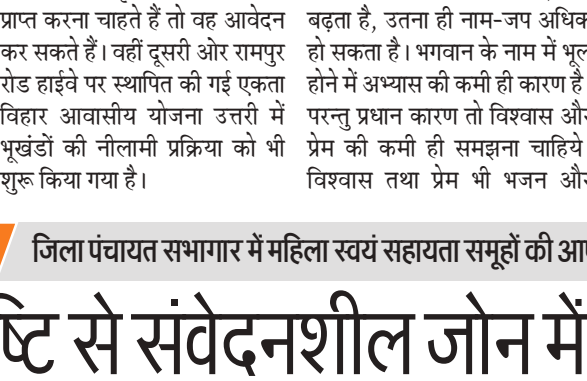 प्राप्त करना चाहते हैं तो वह आवेदन
कर सकते हैं। वहीं दूसरी ओर रामपुर
रोड हाईवे पर स्थापित की गई एकता
विहार आवासीय योजना उत्तरी में
भूखंडों की नीलामी प्रक्रिया को भी
शुरू किया गया है।
बढ़ता है, उतना ही नाम-जप अधिक
हो सकता है। भगवान के नाम में
होने में अभ्यास की कमी ही कारण है
परन्तु प्रधान कारण तो विश्वास और
प्रेम की कमी ही समझना चाहिये
विश्वास तथा प्रेम भी भजन और
जिला पंचायत सभागार में महिला स्वयं सहायता समूहों की
से संवेदनशील जोन में